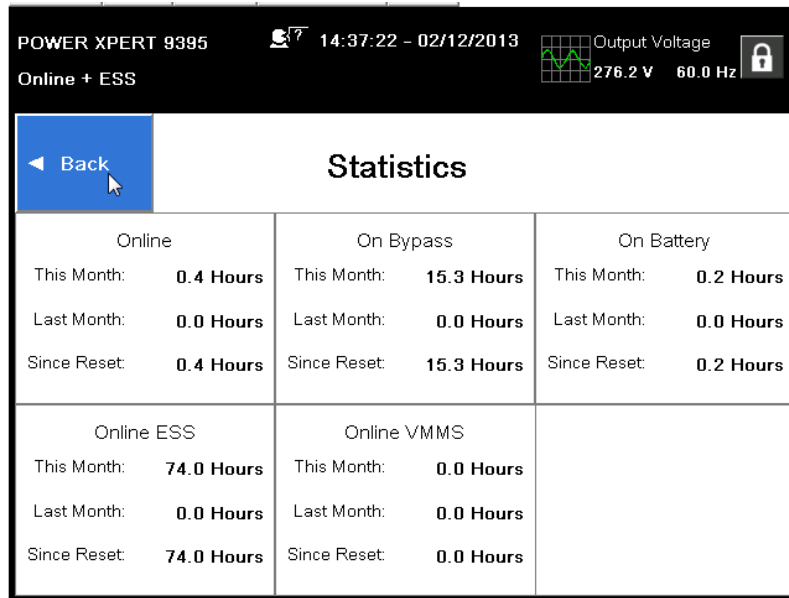 POWER XPERT 9395
? 14:37:22 - 02/12/2013
Output Voltage
Online + ESS
276.2 V 60.0 Hz
Back
Statistics
Online
This Month: 0.4 Hours
Last Month: 0.0 Hours
Since Reset: 0.4 Hours
On Bypass
This Month: 15.3 Hours
Last Month: 0.0 Hours
Since Reset: 15.3 Hours
On Battery
This Month: 0.2 Hours
Last Month: 0.0 Hours
Since Reset: 0.2 Hours
Online ESS
This Month: 74.0 Hours
Last Month: 0.0 Hours
Since Reset: 74.0 Hours
Online VMMS
This Month: 0.0 Hours
Last Month: 0.0 Hours
Since Reset: 0.0 Hours